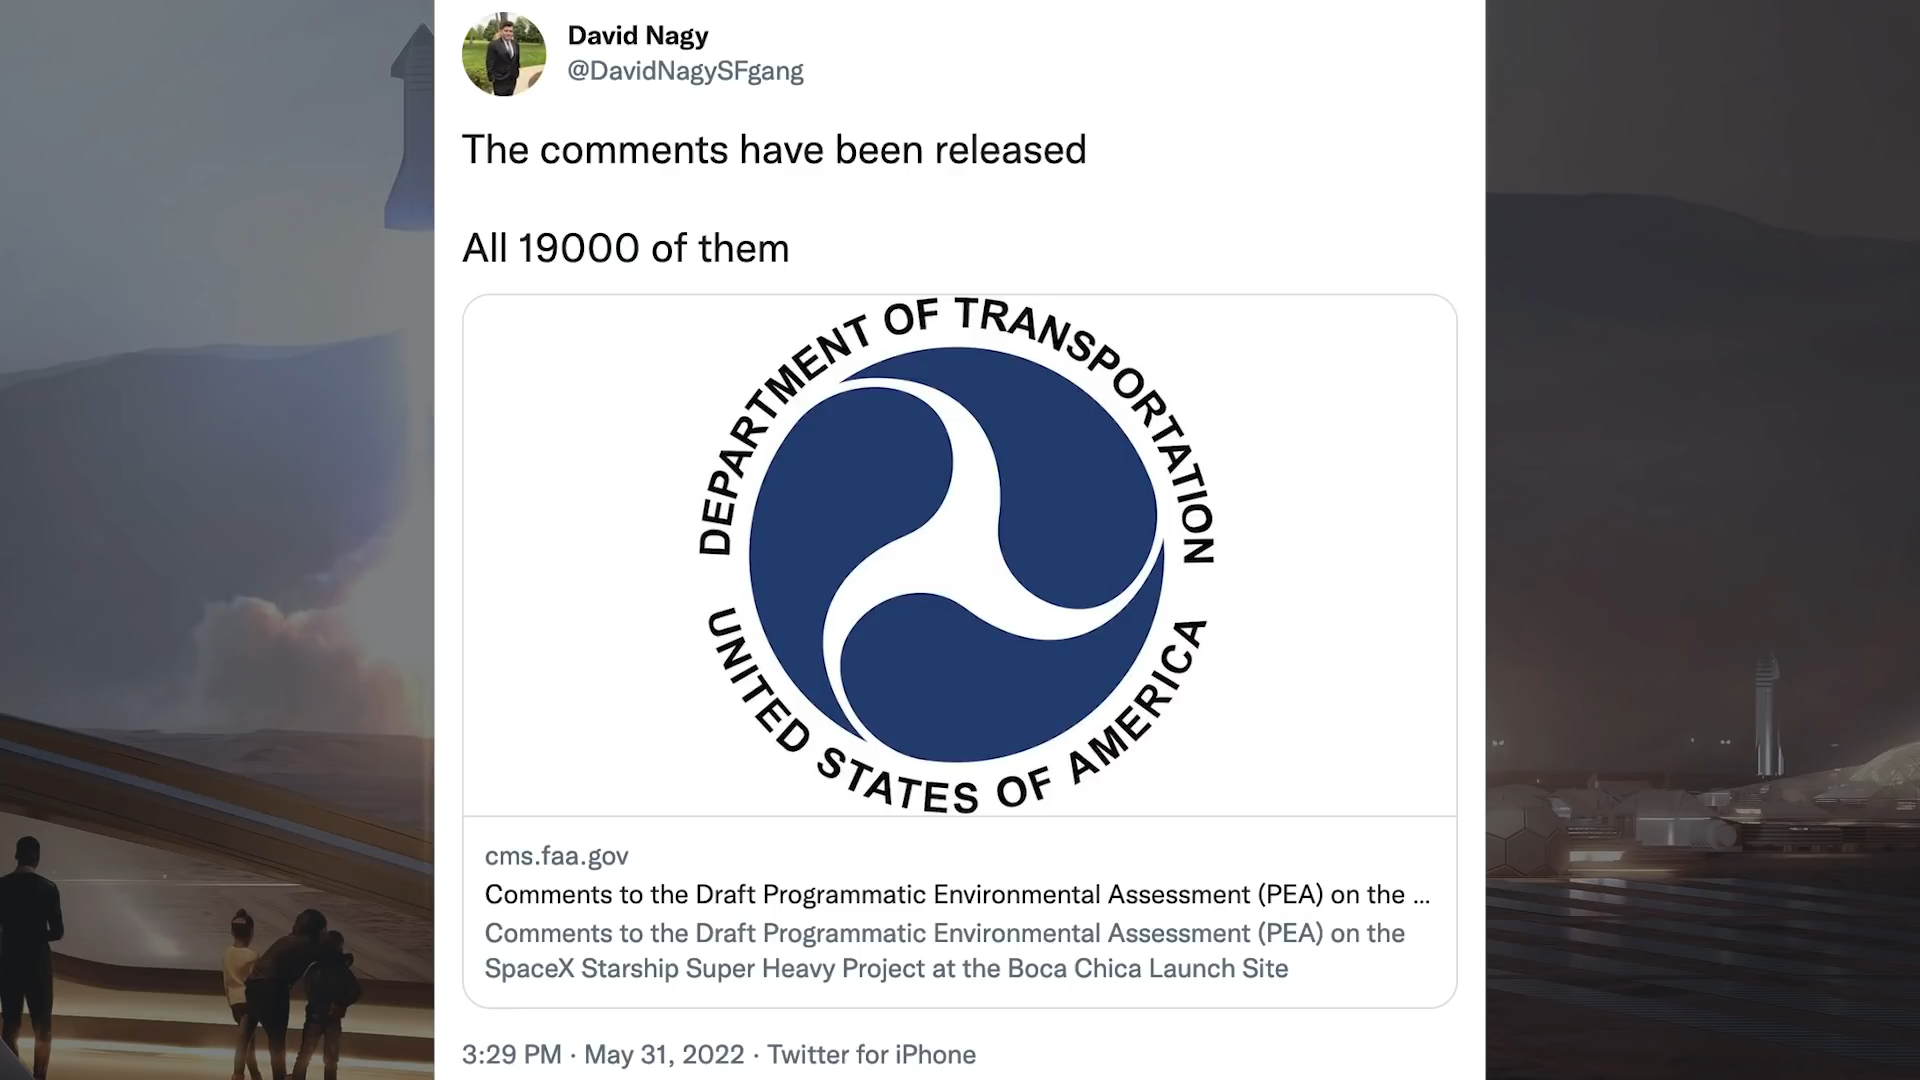 David Nagy
@DavidNagySFgang
The comments have been released
All 19000 of them
DEPARTMENT OF TRANSPORTATION
UNITED STATES OF AMERICA
cms.faa.gov
Comments to the Draft Programmatic Environmental Assessment (PEA) on the ...
Comments to the Draft Programmatic Environmental Assessment (PEA) on the
SpaceX Starship Super Heavy Project at the Boca Chica Launch Site
3:29 PM · May 31, 2022 · Twitter for iPhone